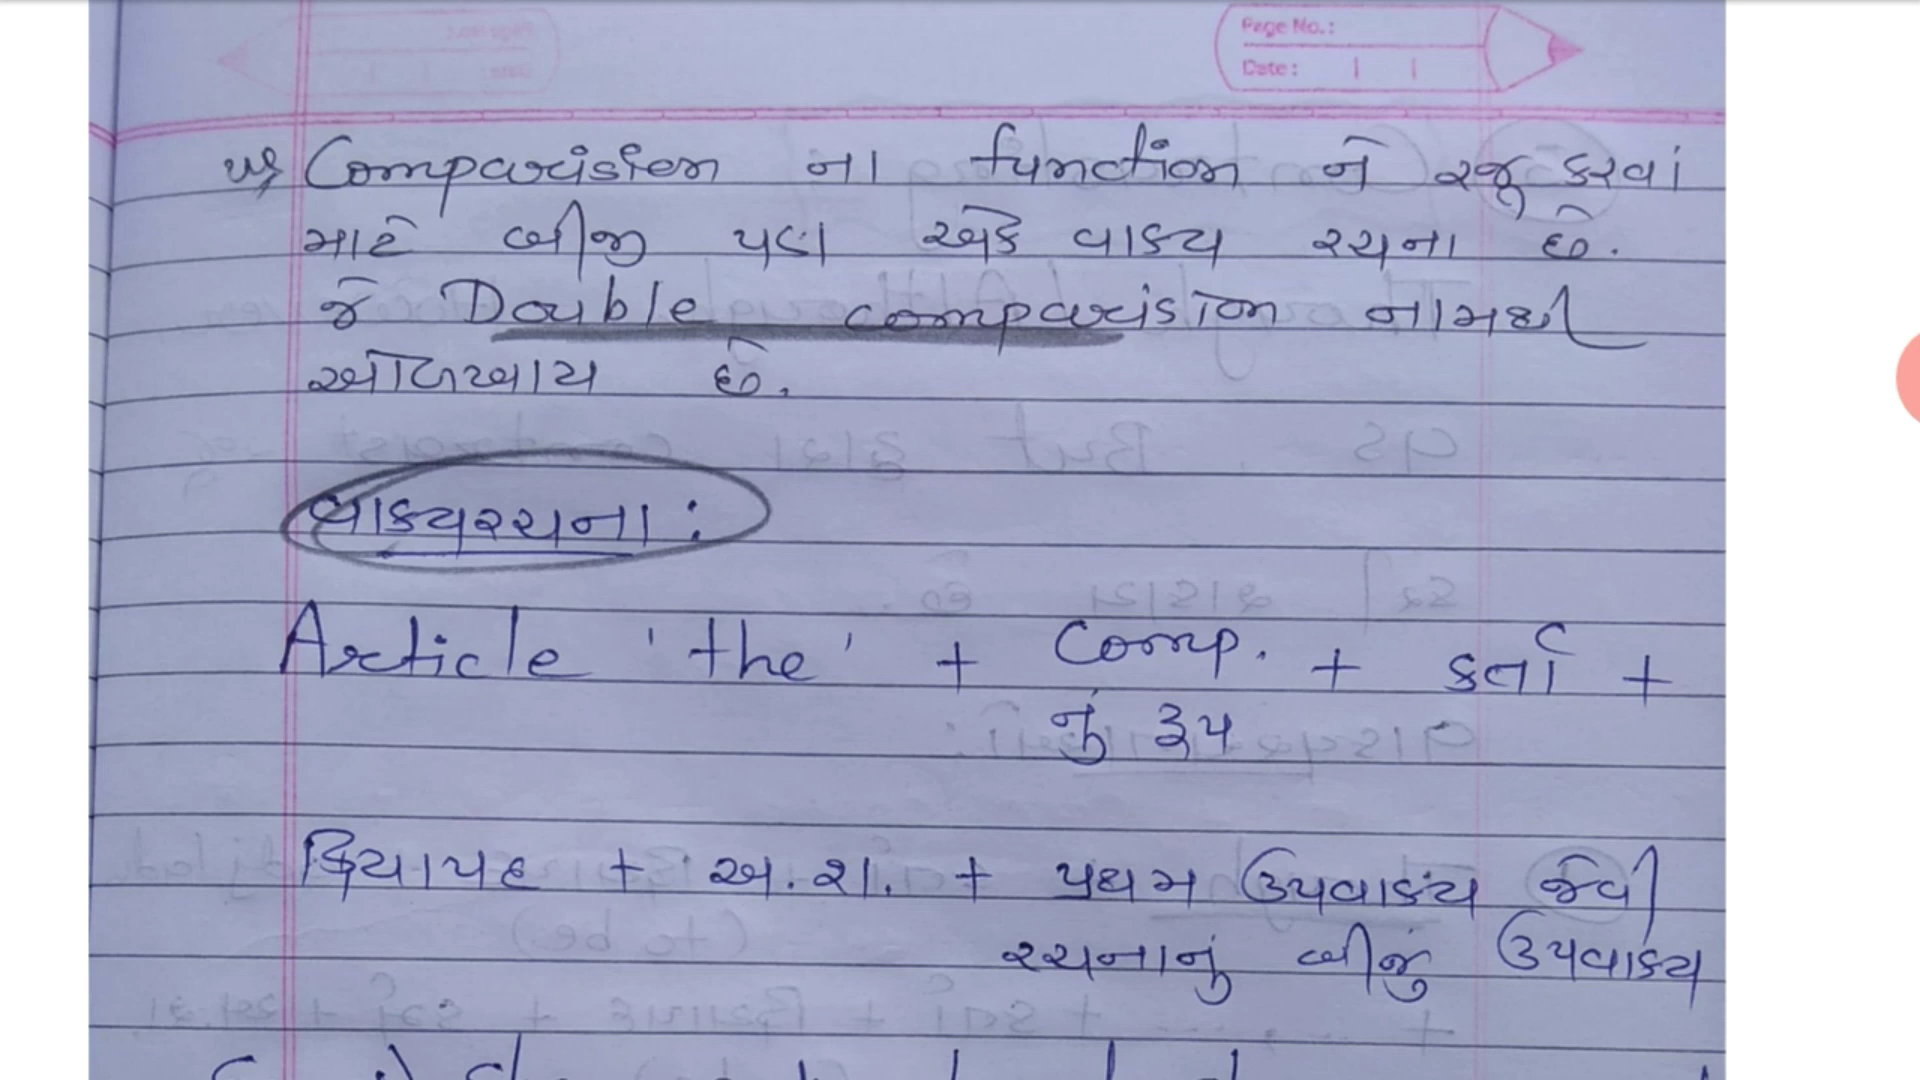 Page No.:
Date:
Comparision ના function ને રજૂ કરવાં
માટે બીજી પણ એક વાક્ય રચના છે.
જે Double comparision નામથી
ઓળખાય છે.
વાક્યરચના :
Article 'the' + Comp. + કર્તા +
નું રૂપ
ક્રિયાપદ + અ.શ. + પ્રથમ ઉપવાક્ય જેવી
રચનાનું બીજું ઉપવાક્ય